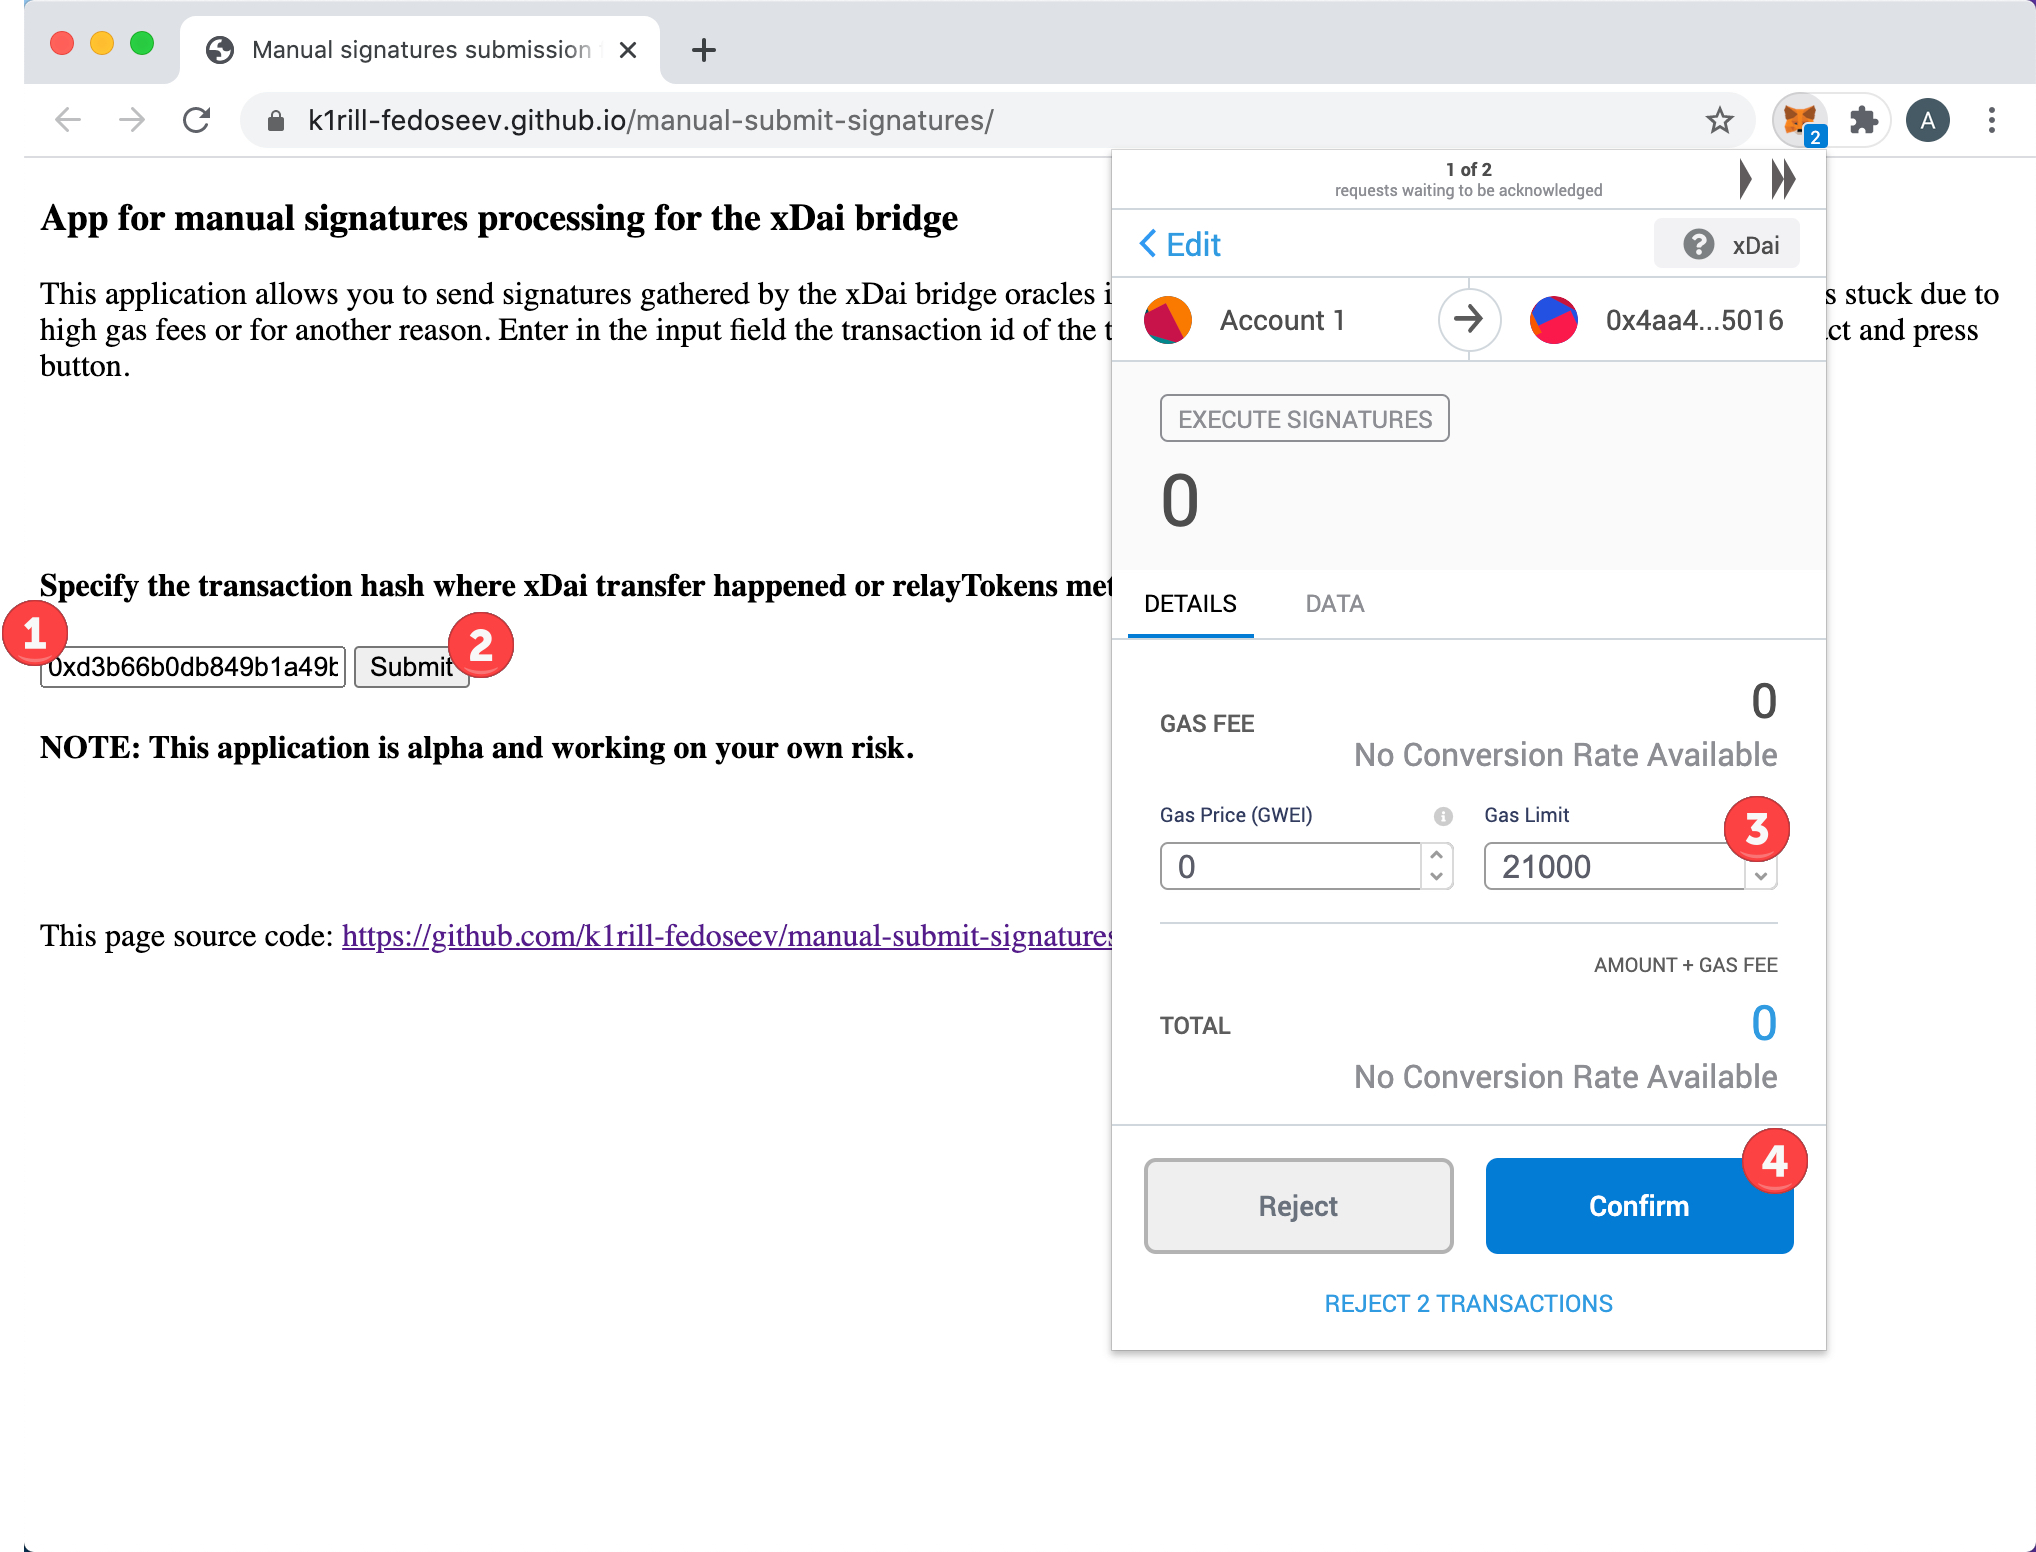 Manual signatures submission
k1rill-fedoseev.github.io/manual-submit-signatures/
2
A
App for manual signatures processing for the xDai bridge
This application allows you to send signatures gathered by the xDai bridge oracles i
s stuck due to
high gas fees or for another reason. Enter in the input field the transaction id of the t
ct and press
button.
Specify the transaction hash where xDai transfer happened or relayTokens met
1
2
0xd3b66b0db849b1a49b
Submit
NOTE: This application is alpha and working on your own risk.
This page source code: https://github.com/k1rill-fedoseev/manual-submit-signatures
1 of 2
requests waiting to be acknowledged
Edit
? xDai
Account 1
0x4aa4...5016
EXECUTE SIGNATURES
0
DETAILS
DATA
GAS FEE
0
No Conversion Rate Available
Gas Price (GWEI)
Gas Limit
3
0
21000
AMOUNT + GAS FEE
TOTAL
0
No Conversion Rate Available
4
Reject
Confirm
REJECT 2 TRANSACTIONS